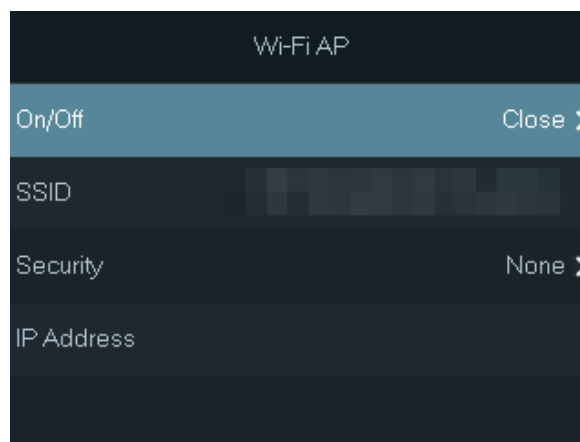 Wi-Fi AP
On/Off Close
SSID
Security None
IP Address